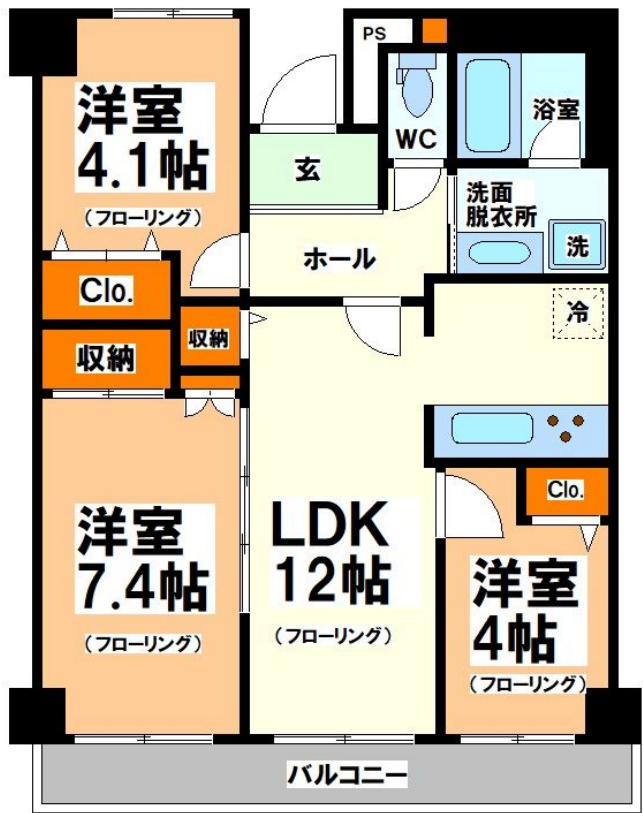 PS
洋室
4.1帖
（フローリング）
WC
浴室
玄
洗面
脱衣所
洗
ホール
Clo.
冷
収納
収納
Clo.
洋室
7.4帖
（フローリング）
LDK
12帖
（フローリング）
洋室
4帖
（フローリング）
バルコニー